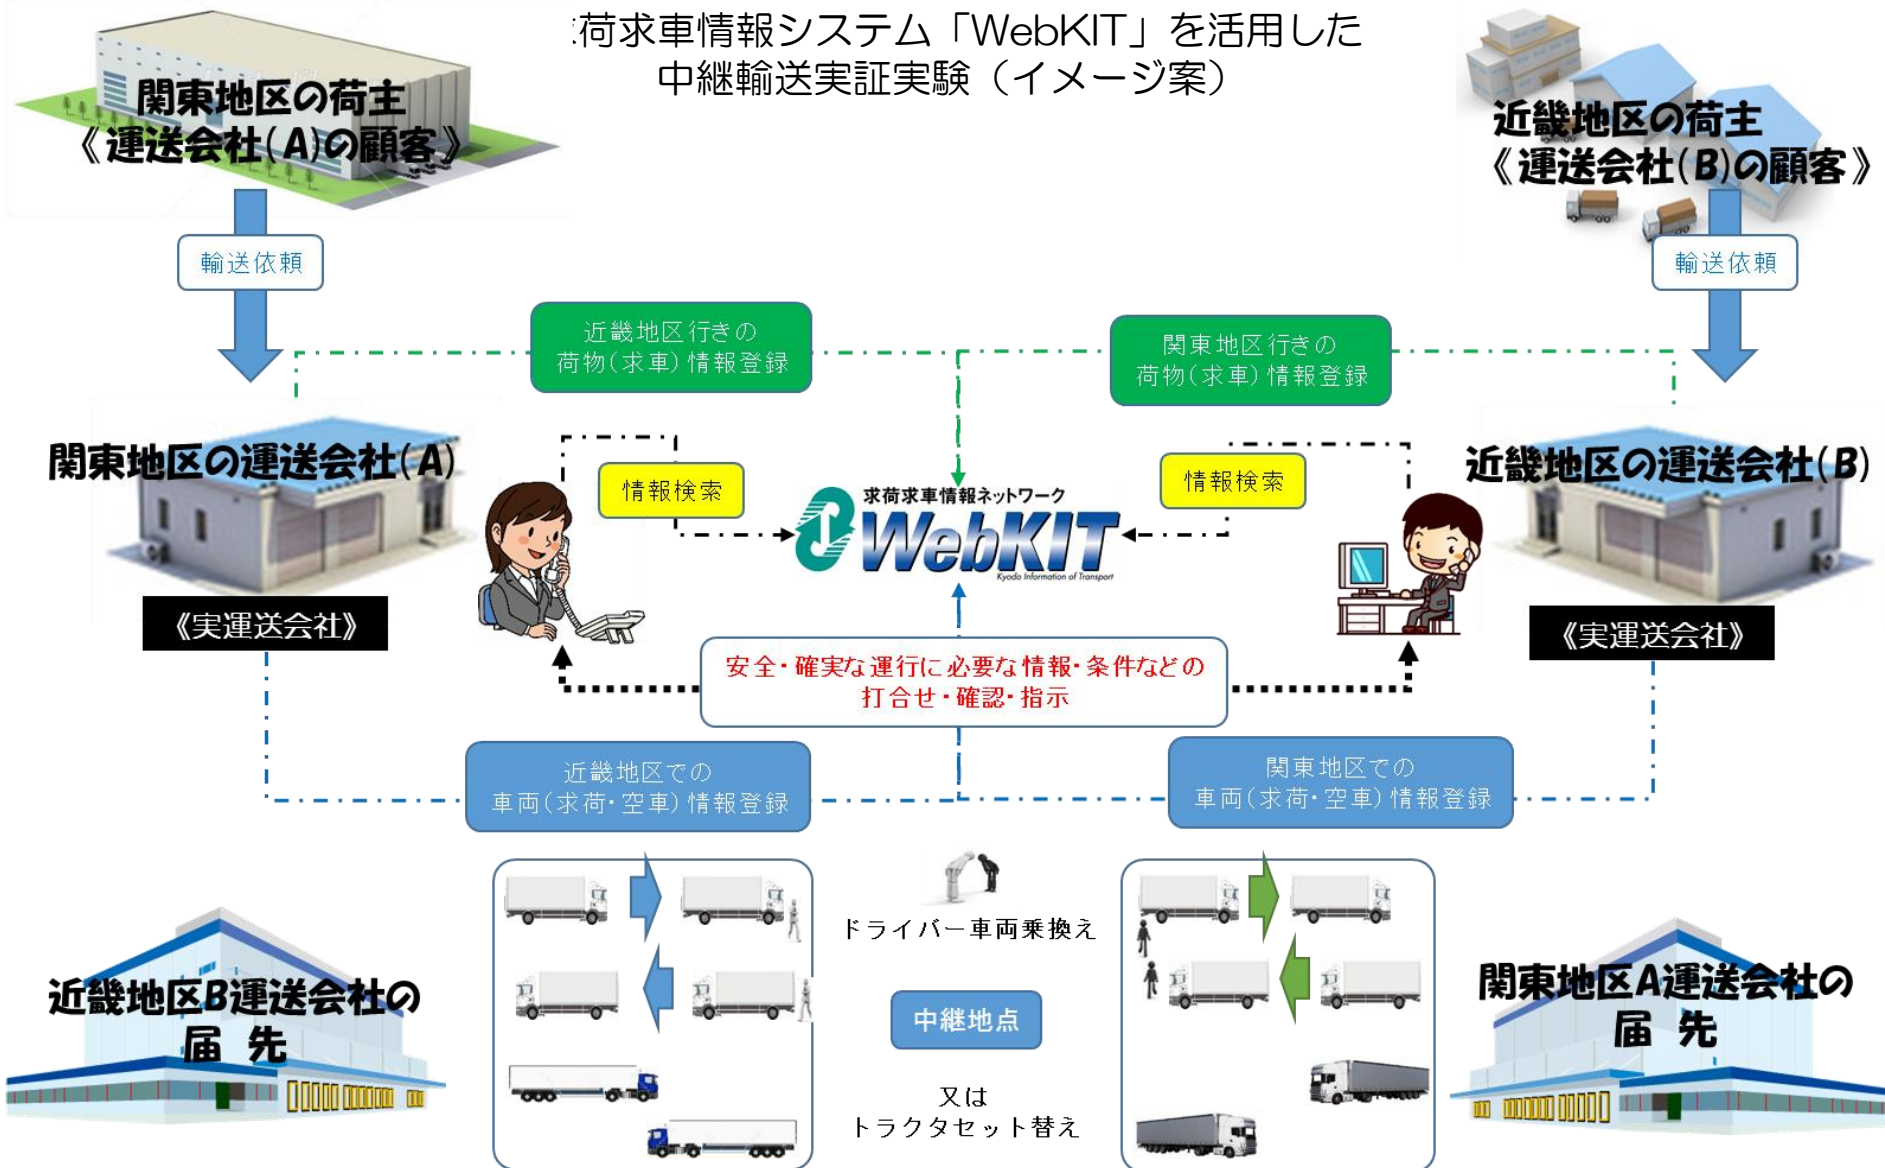 荷求車情報システム「WebKIT」を活用した
中継輸送実証実験（イメージ案）
関東地区の荷主
《運送会社(A)の顧客》
近畿地区の荷主
《運送会社(B)の顧客》
輸送依頼
輸送依頼
近畿地区行きの
荷物(求車)情報登録
関東地区行きの
荷物(求車)情報登録
関東地区の運送会社(A)
近畿地区の運送会社(B)
情報検索
情報検索
求荷求車情報ネットワーク
WebKIT
Kyodo Information of Transport
《実運送会社》
《実運送会社》
安全・確実な運行に必要な情報・条件などの
打合せ・確認・指示
近畿地区での
車両(求荷・空車)情報登録
関東地区での
車両(求荷・空車)情報登録
ドライバー車両乗換え
近畿地区B運送会社の
届 先
中継地点
関東地区A運送会社の
届 先
又は
トラクタセット替え